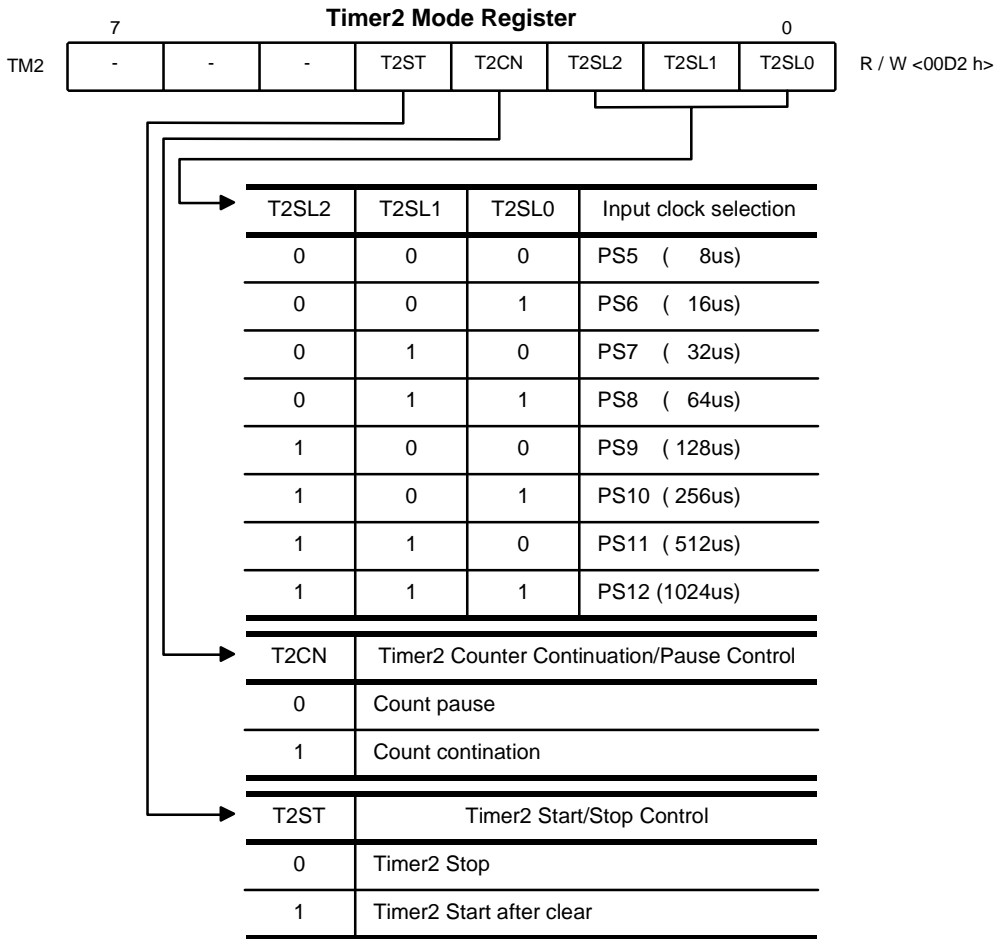 Timer2 Mode Register
7 0
TM2 - - - T2ST T2CN T2SL2 T2SL1 T2SL0 R / W <00D2 h>
T2SL2 T2SL1 T2SL0 Input clock selection
0 0 0 PS5 ( 8us)
0 0 1 PS6 ( 16us)
0 1 0 PS7 ( 32us)
0 1 1 PS8 ( 64us)
1 0 0 PS9 ( 128us)
1 0 1 PS10 ( 256us)
1 1 0 PS11 ( 512us)
1 1 1 PS12 (1024us)
T2CN Timer2 Counter Continuation/Pause Control
0 Count pause
1 Count contination
T2ST Timer2 Start/Stop Control
0 Timer2 Stop
1 Timer2 Start after clear